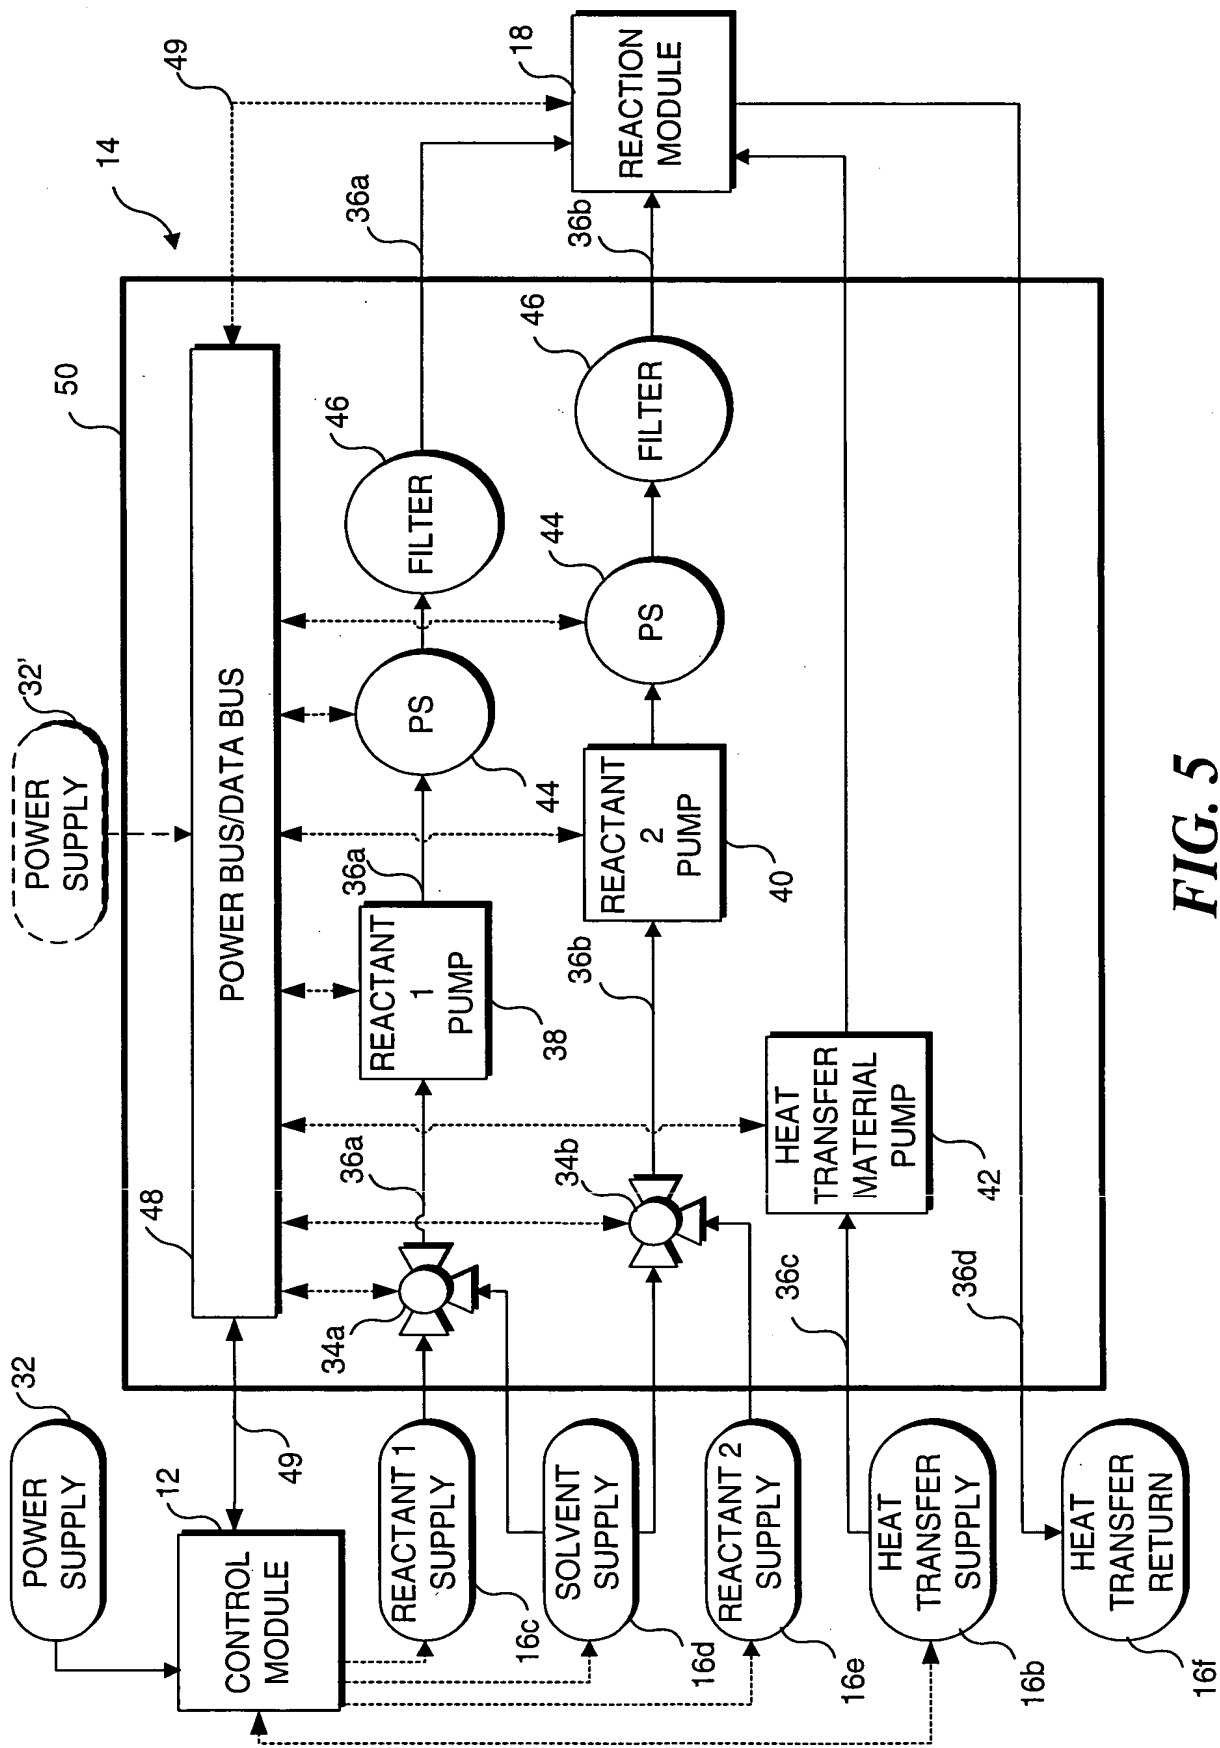 POWER
SUPPLY
32
POWER
SUPPLY
32'
14
49
50
12
CONTROL
MODULE
49
48
POWER BUS/DATA BUS
18
REACTION
MODULE
REACTANT 1
SUPPLY
16c
34a
36a
REACTANT
1
PUMP
38
36a
PS
44
FILTER
46
36a
SOLVENT
SUPPLY
16d
34b
36b
REACTANT
2
PUMP
40
PS
44
FILTER
46
36b
REACTANT 2
SUPPLY
16e
HEAT
TRANSFER
SUPPLY
16b
36c
HEAT
TRANSFER
MATERIAL
PUMP
42
HEAT
TRANSFER
RETURN
16f
36d
FIG. 5